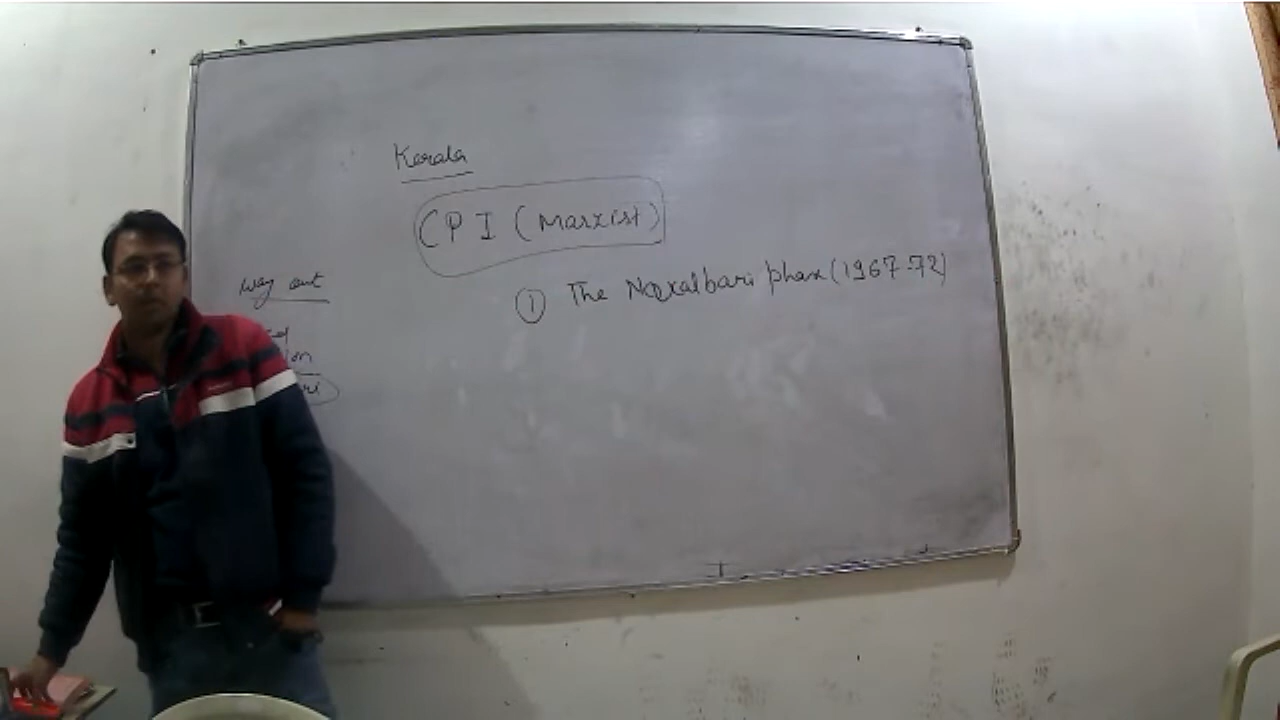 Kerala
CPI (Marxist)
way out
① The Naxalbari phase (1967-72)